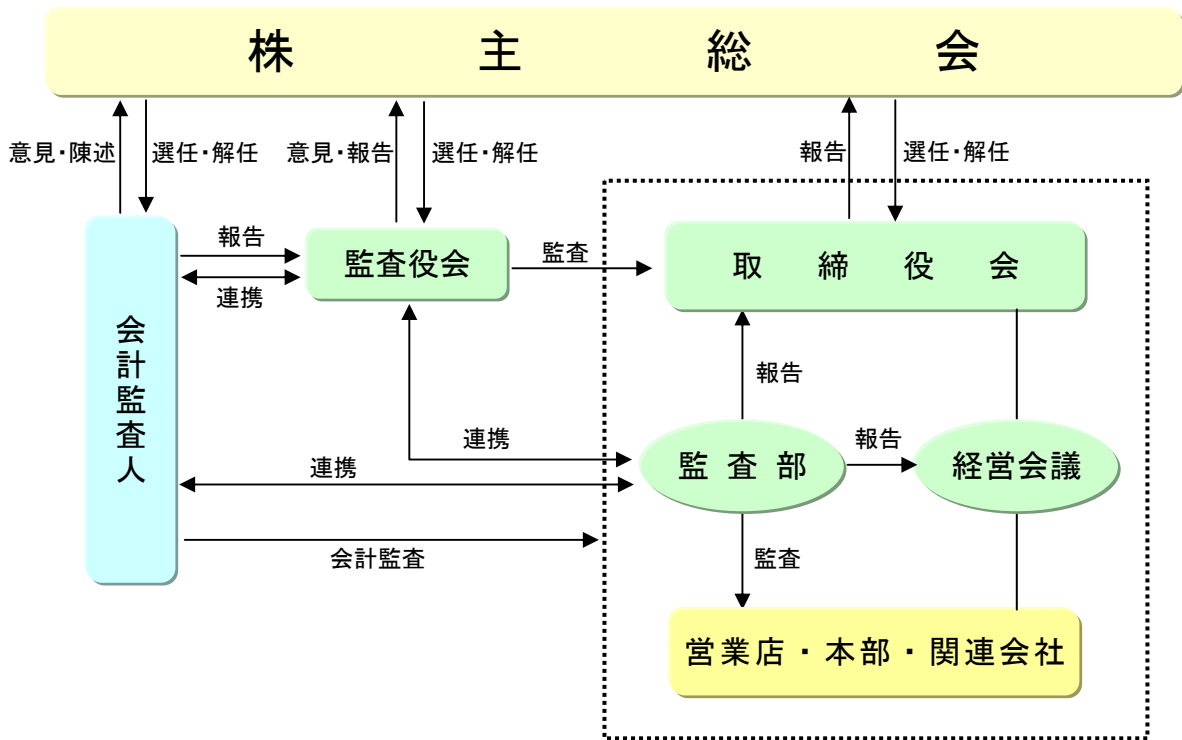 株主総会
意見・陳述
選任・解任
意見・報告
選任・解任
報告
選任・解任
報告
連携
監査役会
監査
取締役会
会計監査人
報告
連携
連携
監査部
報告
経営会議
会計監査
監査
営業店・本部・関連会社